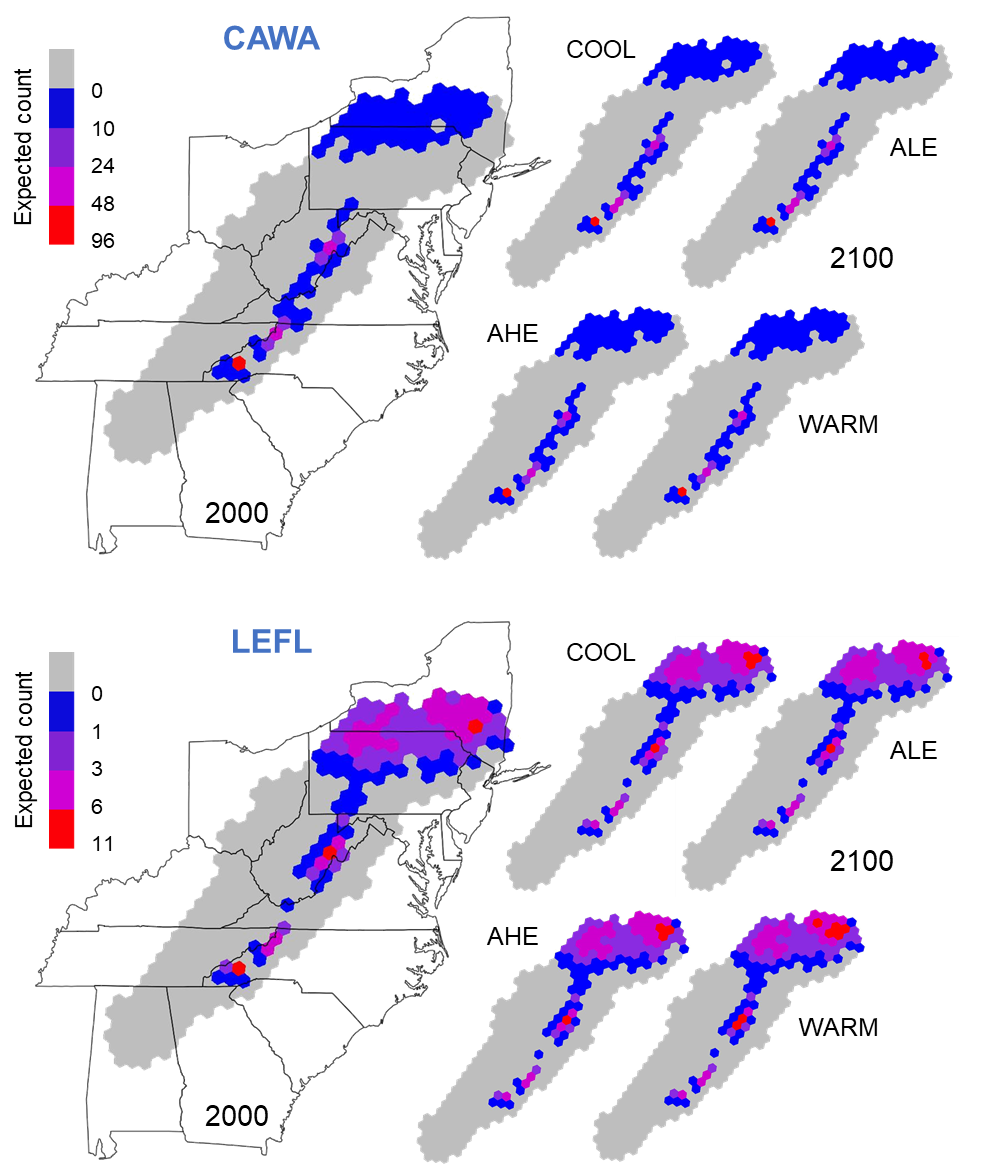 CAWA
Expected count
0
10
24
48
96
2000
COOL
ALE
2100
AHE
WARM
LEFL
Expected count
0
1
3
6
11
2000
COOL
ALE
2100
AHE
WARM